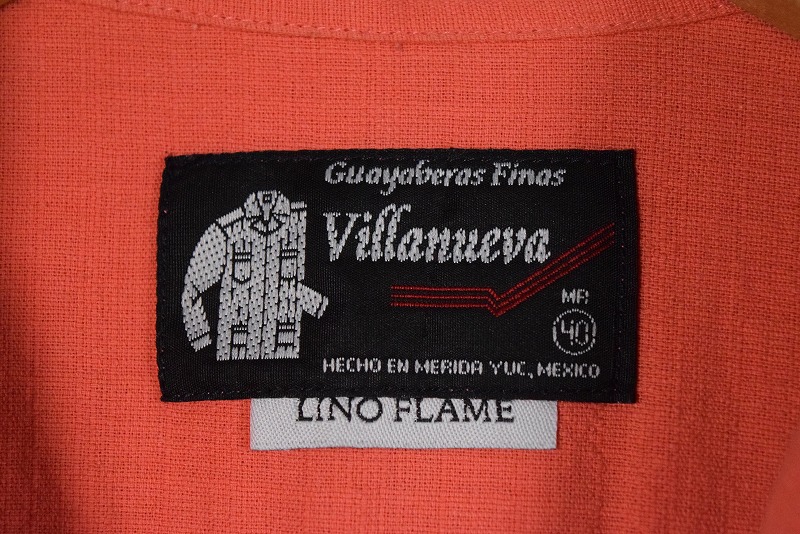 Guayaberas Finas
Villanueva
MR
40
HECHO EN MERIDA YUC, MEXICO
LINO FLAME